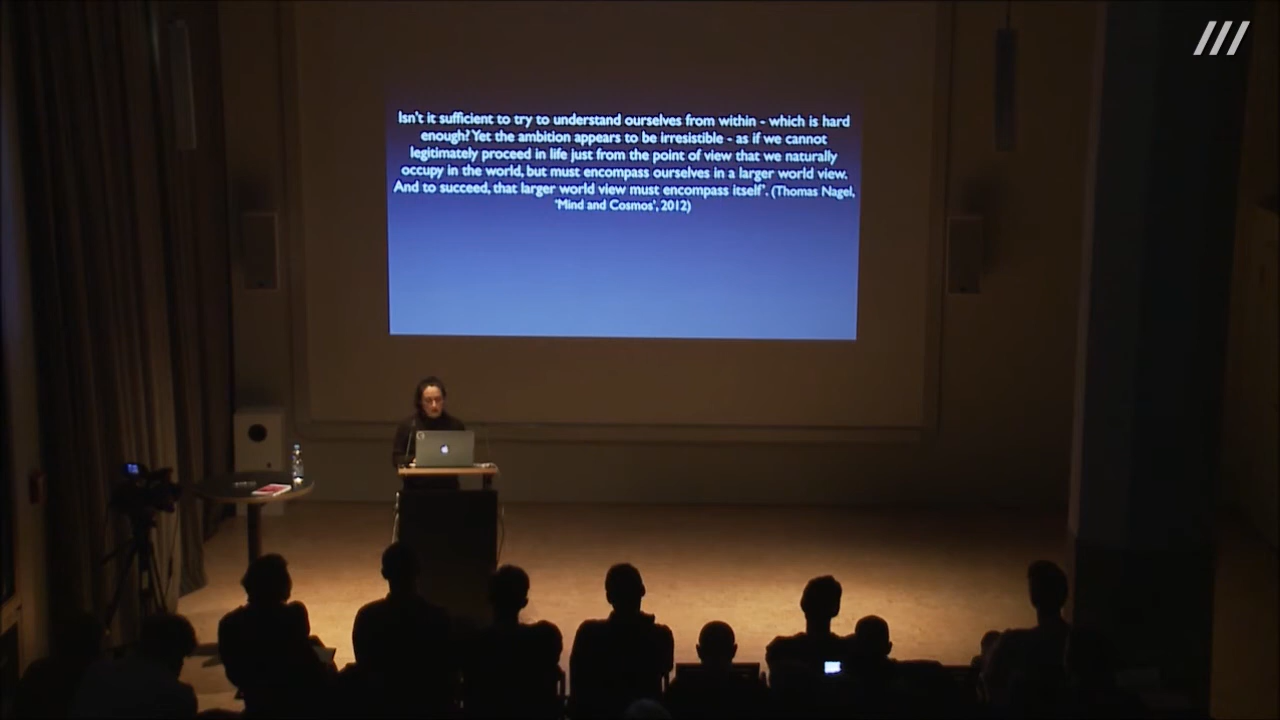 Isn't it sufficient to try to understand ourselves from within - which is hard
enough? Yet the ambition appears to be irresistible - as if we cannot
legitimately proceed in life just from the point of view that we naturally
occupy in the world, but must encompass ourselves in a larger world view.
And to succeed, that larger world view must encompass itself'. (Thomas Nagel,
'Mind and Cosmos', 2012)